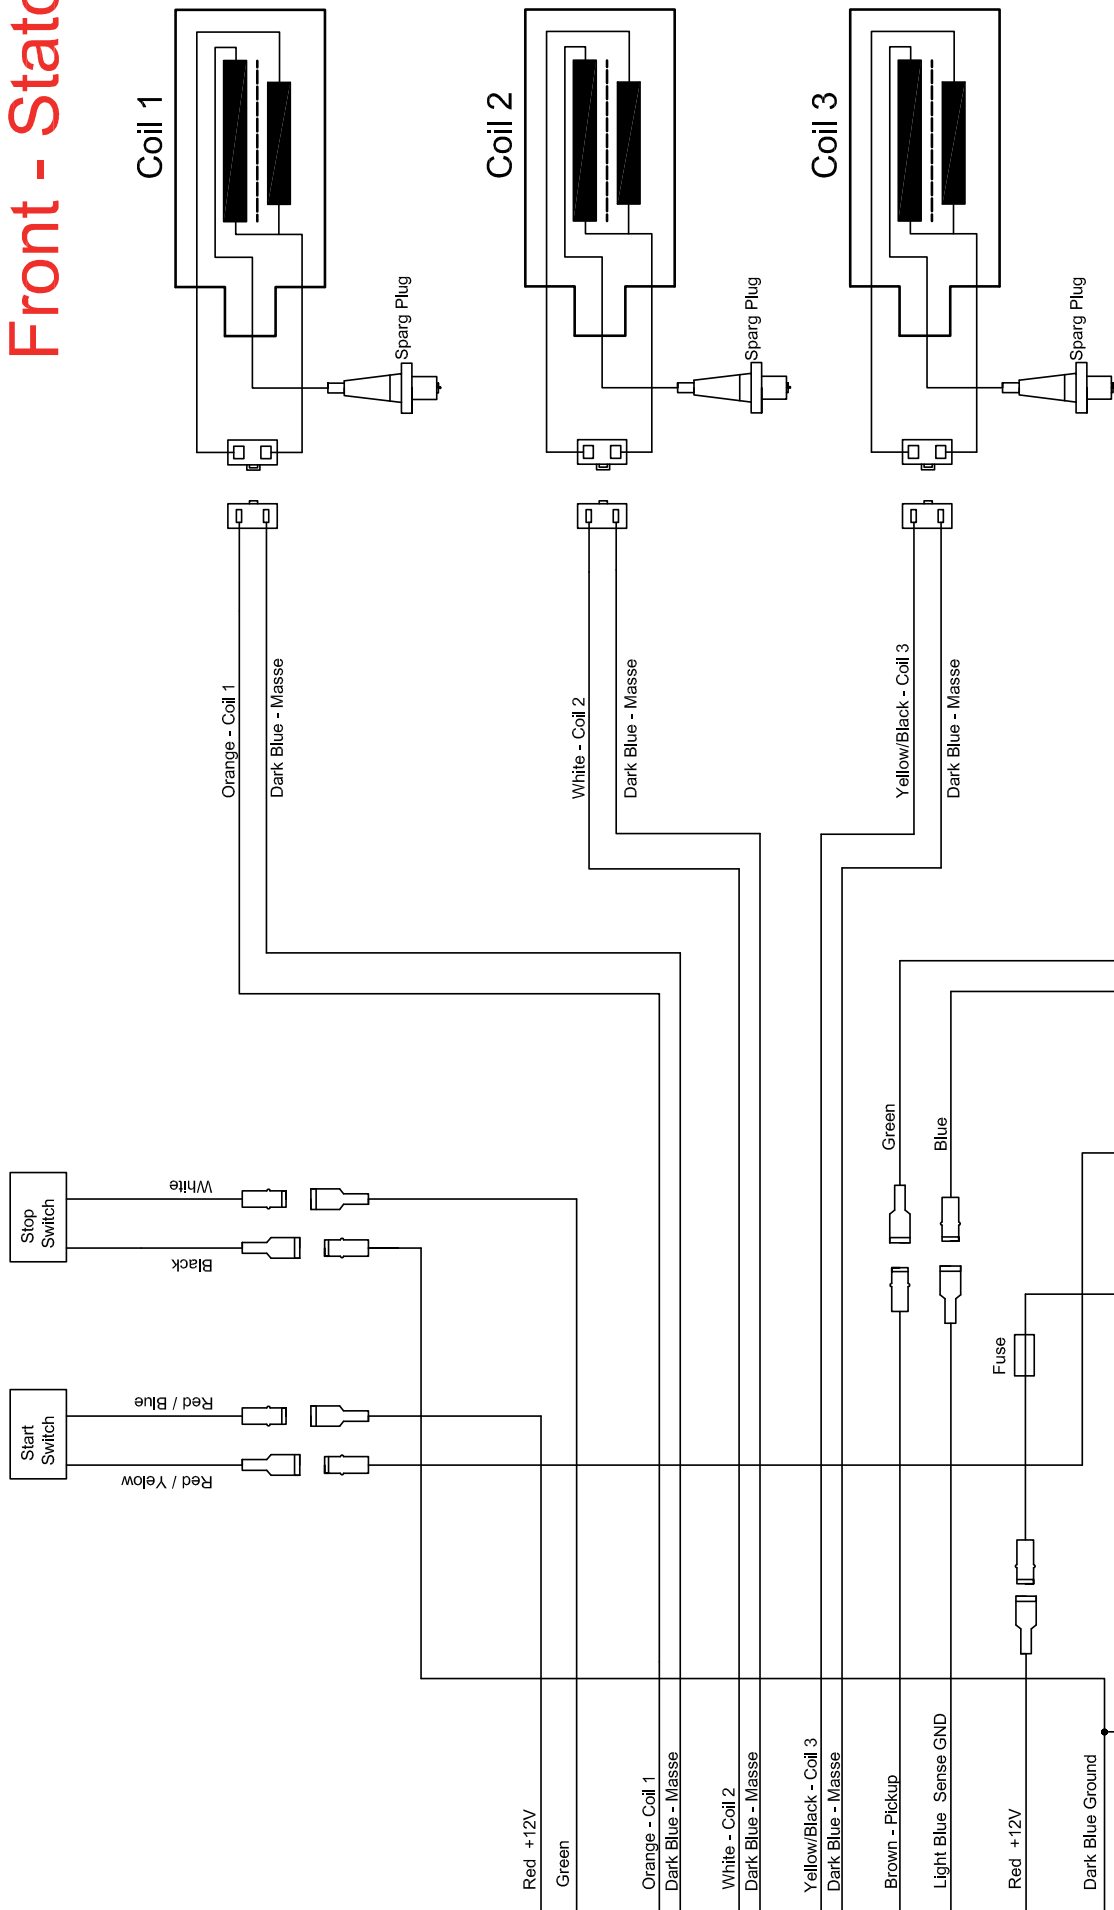 Front - Stato
Coil 1
Coil 2
Coil 3
Sparg Plug
Sparg Plug
Sparg Plug
Orange - Coil 1
Dark Blue - Masse
White - Coil 2
Dark Blue - Masse
Yellow/Black - Coil 3
Dark Blue - Masse
Stop
Switch
White
Black
Green
Blue
Start
Switch
Red / Blue
Red / Yelow
Fuse
Red +12V
Green
Orange - Coil 1
Dark Blue - Masse
White - Coil 2
Dark Blue - Masse
Yellow/Black - Coil 3
Dark Blue - Masse
Brown - Pickup
Light Blue Sense GND
Red +12V
Dark Blue Ground